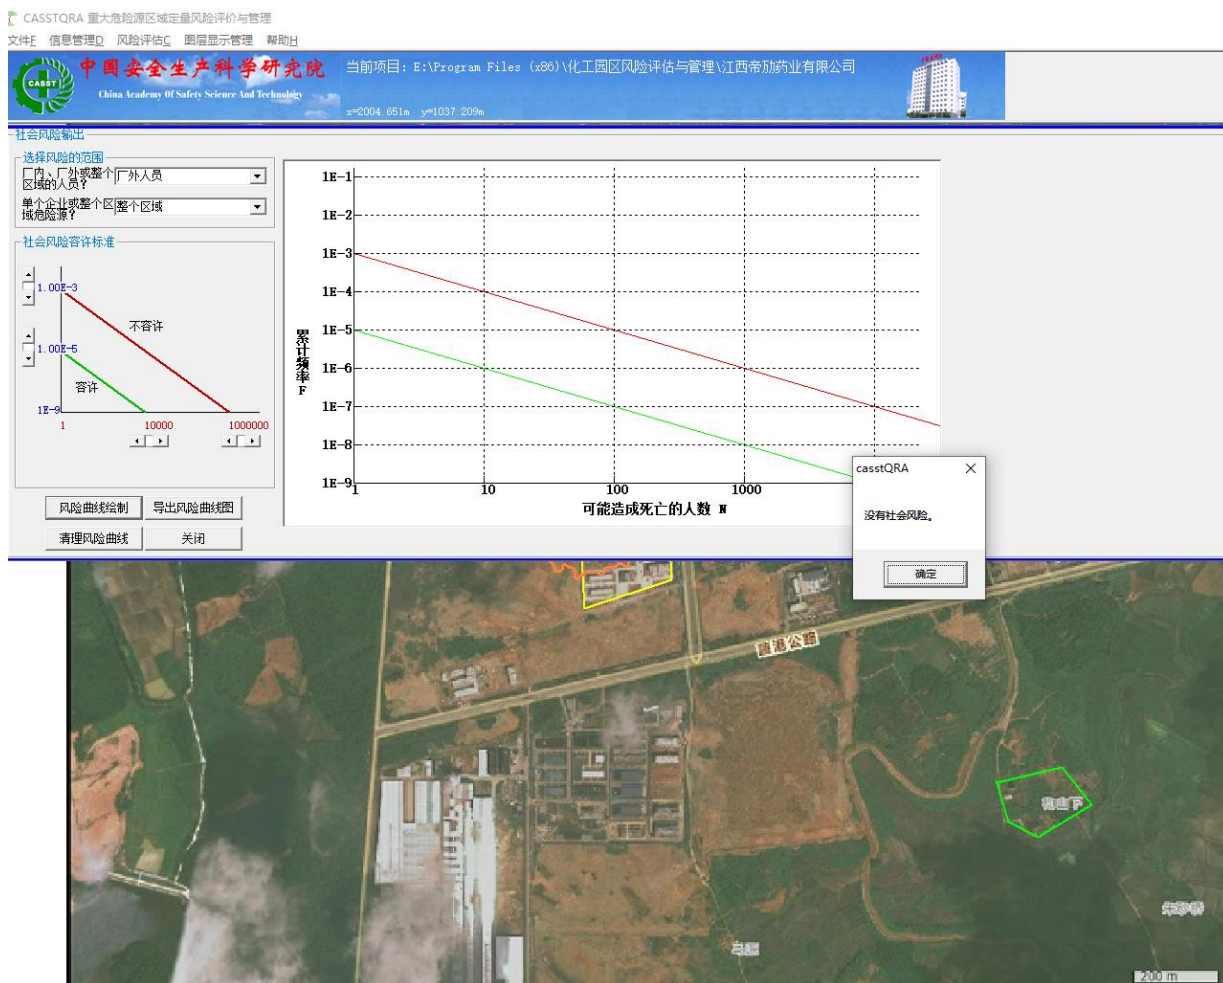 CASSTQRA 重大危险源区域定量风险评价与管理
文件F 信息管理D 风险评估C 图层显示管理 帮助H
CASST
中国安全生产科学研究院
China Academy Of Safety Science And Technology
当前项目: E:\Program Files (x86)\化工园区风险评估与管理\江西帝劢药业有限公司
x=2004.651m y=1037.209m
社会风险输出
选择风险的范围
厂内、厂外或整个
区域的人员?
厂外人员
单个企业或整个区
域危险源?
整个区域
社会风险容许标准
1.00E-3
不容许
1.00E-5
容许
1E-9
1 10000 1000000
风险曲线绘制 导出风险曲线图
清理风险曲线 关闭
1E-1
1E-2
1E-3
1E-4
1E-5
1E-6
1E-7
1E-8
1E-9
累计频率 F
1 10 100 1000
可能造成死亡的人数 N
casstQRA
没有社会风险。
确定
疏港公路
200 m